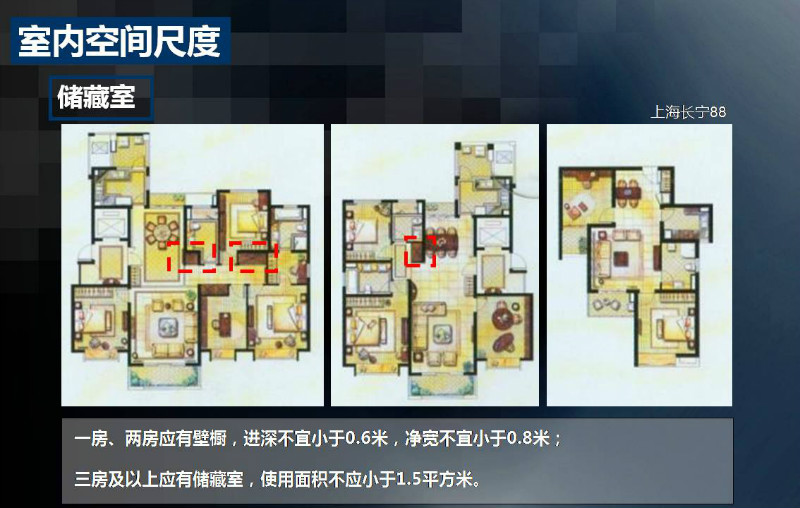 室内空间尺度
储藏室
上海长宁88
一房、两房应有壁橱，进深不宜小于0.6米，净宽不宜小于0.8米；
三房及以上应有储藏室，使用面积不应小于1.5平方米。